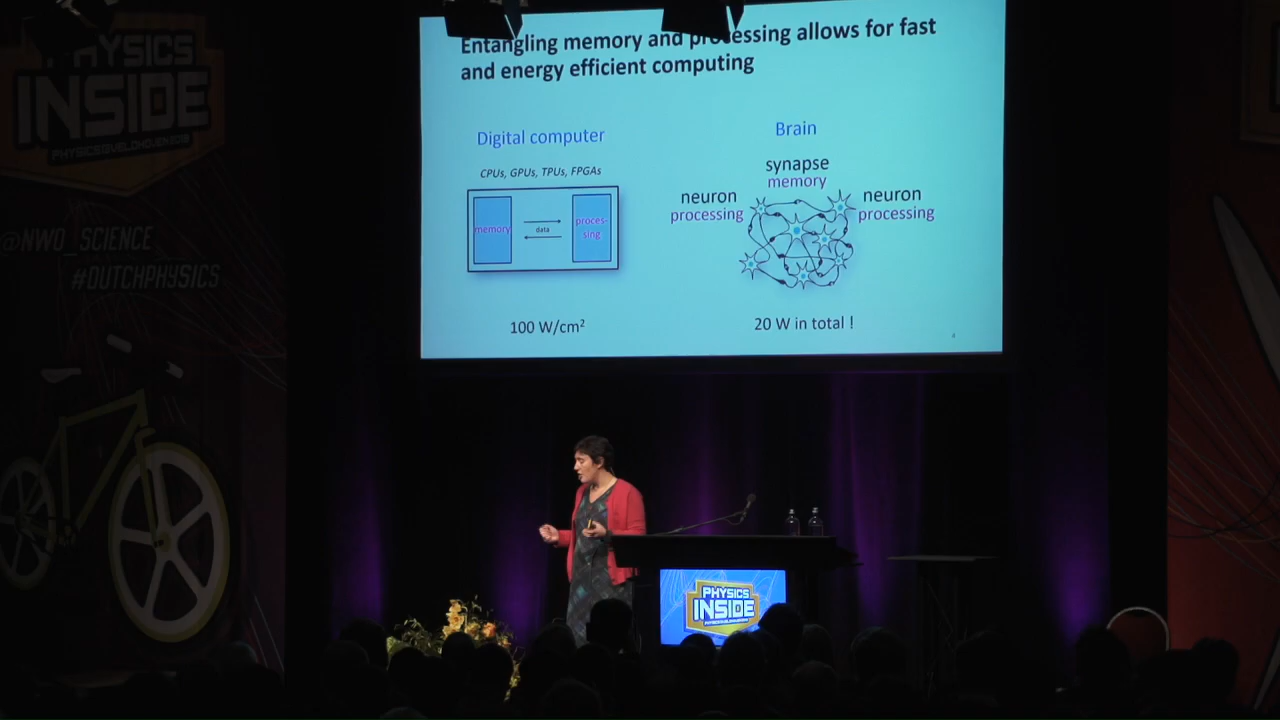 Entangling memory and processing allows for fast
and energy efficient computing
Digital computer
CPUs, GPUs, TPUs, FPGAs
memory
data
proces-
sing
100 W/cm²
Brain
synapse
memory
neuron
processing
neuron
processing
20 W in total !
PHYSICS
INSIDE
PHYSICS@VELDHOVEN2019
@NWO_SCIENCE
#DUTCHPHYSICS
PHYSICS
INSIDE